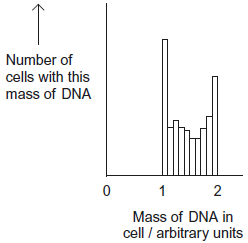 Number of
cells with this
mass of DNA
0 1 2
Mass of DNA in
cell / arbitrary units